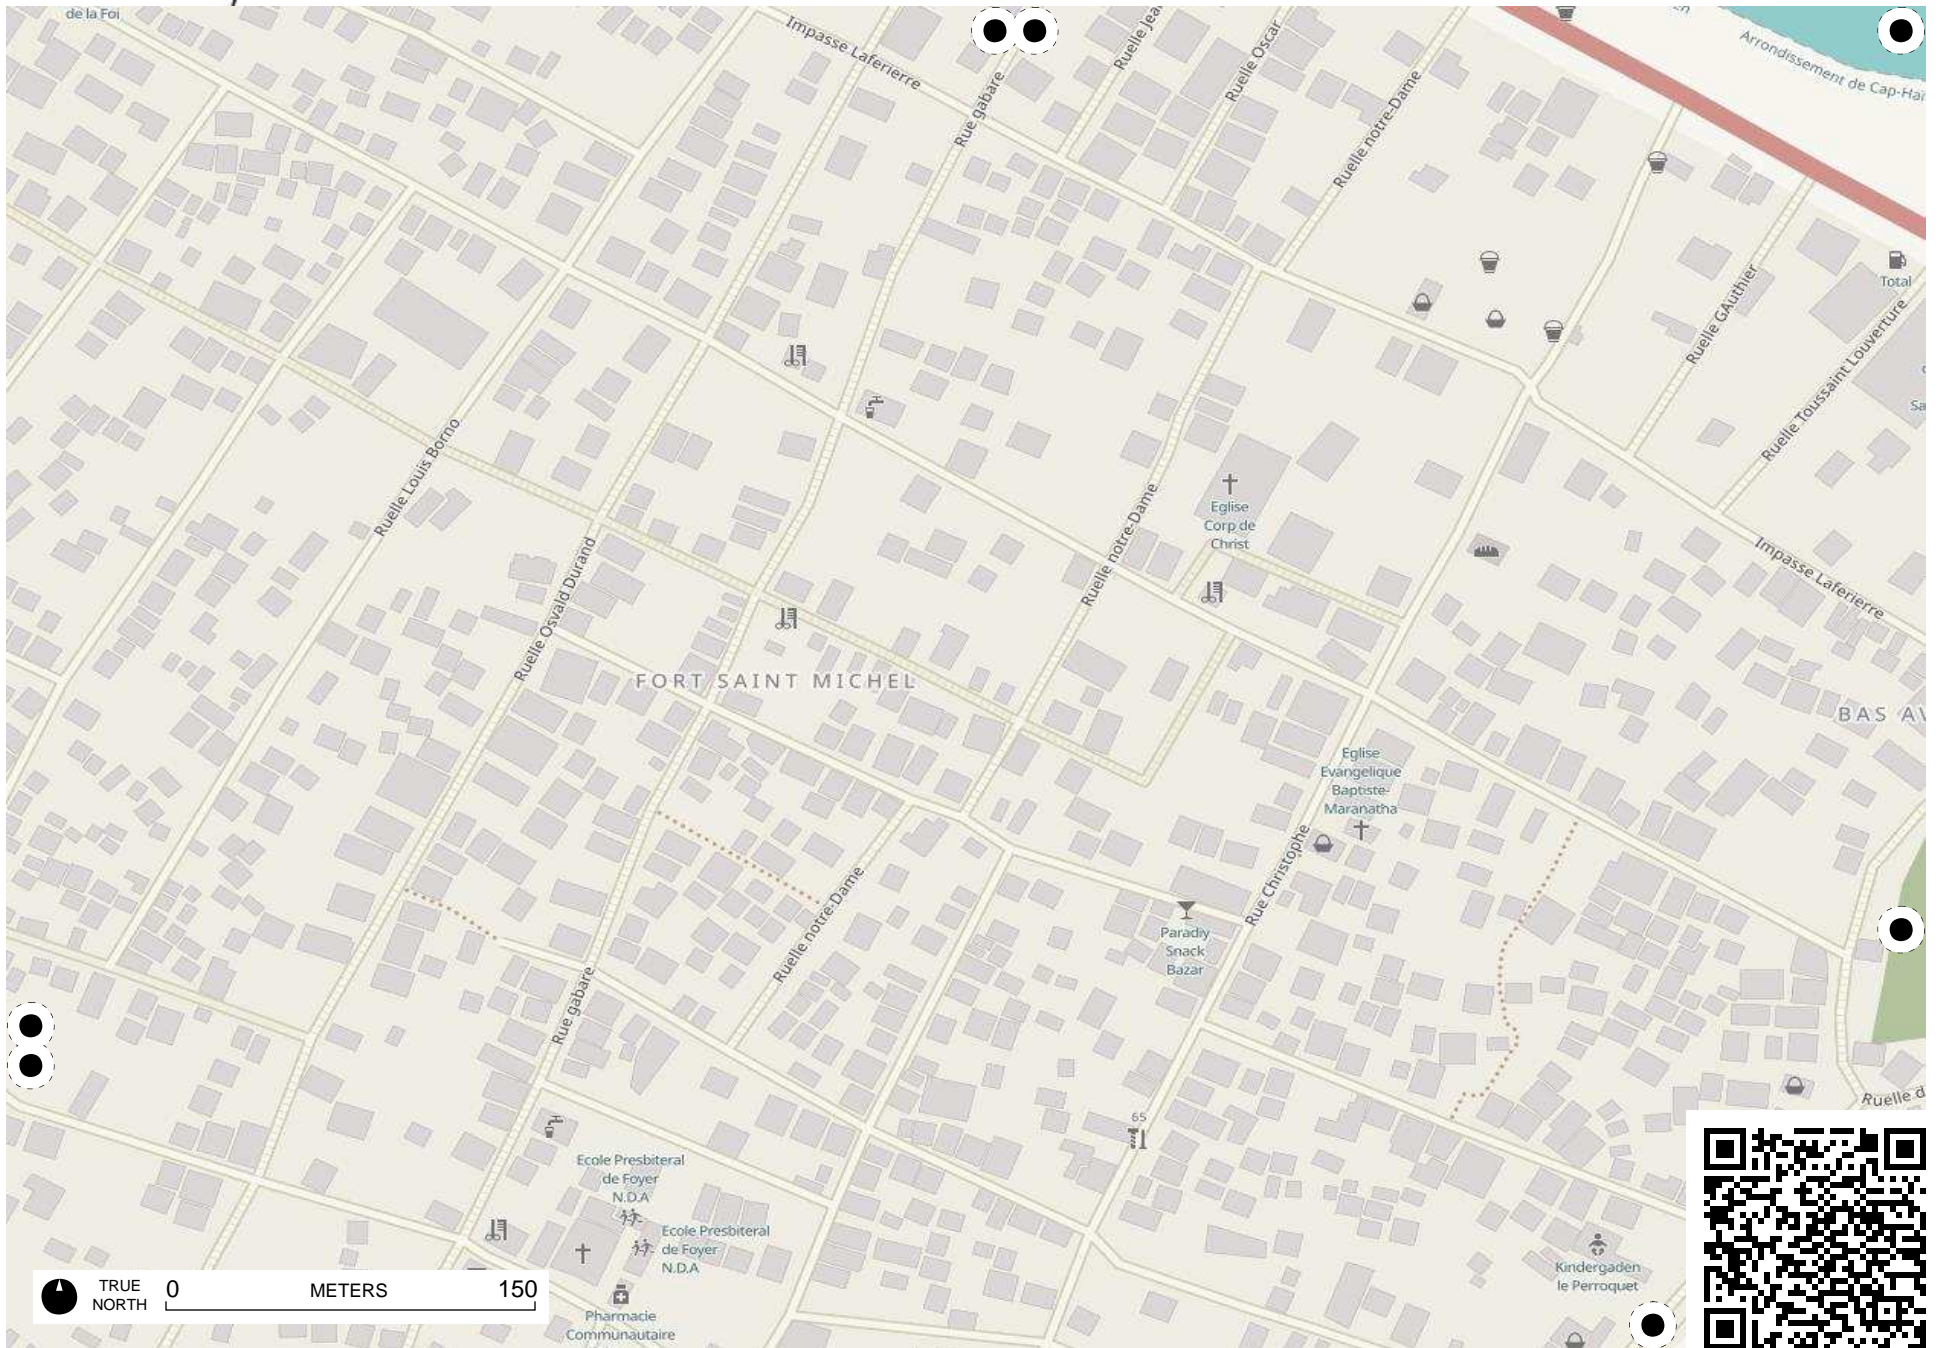 de la Foi
Impasse Laferierre
Rue gabare
Ruelle Oscar
Ruelle notre-Dame
Arrondissement de Cap-Haï
Total
Ruelle GAuthier
Ruelle Toussaint Louverture
Sa
Ruelle Louis Borno
Ruelle notre-Dame
Eglise
Corp de
Christ
Impasse Laferierre
Ruelle Osvald Durand
FORT SAINT MICHEL
BAS AV
Eglise
Evangelique
Baptiste-
Maranatha
Rue Christophe
Ruelle notre-Dame
Paradiy
Snack
Bazar
Rue gabare
Ruelle d
65
Ecole Presbiteral
de Foyer
N.D.A
Ecole Presbiteral
de Foyer
N.D.A
Kindergaden
le Perroquet
Pharmacie
Communautaire
TRUE
NORTH
0 METERS 150